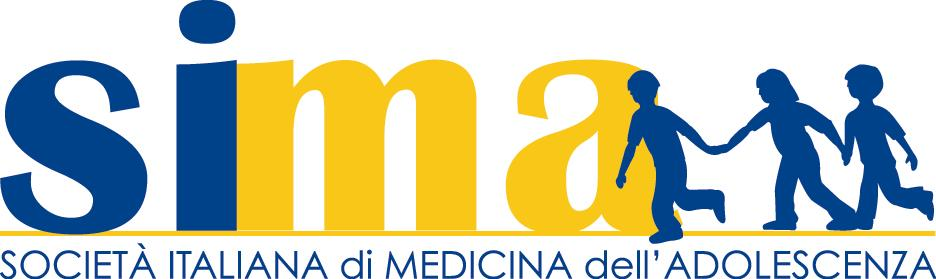 sima
SOCIETÀ ITALIANA di MEDICINA dell'ADOLESCENZA